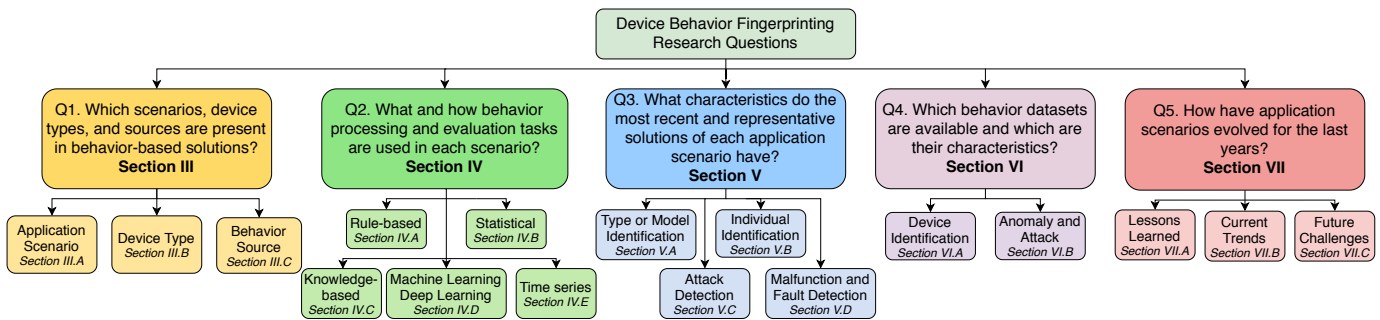 Device Behavior Fingerprinting
Research Questions
Q1. Which scenarios, device
types, and sources are present
in behavior-based solutions?
Section III
Q2. What and how behavior
processing and evaluation tasks
are used in each scenario?
Section IV
Q3. What characteristics do the
most recent and representative
solutions of each application
scenario have?
Section V
Q4. Which behavior datasets
are available and which are
their characteristics?
Section VI
Q5. How have application
scenarios evolved for the last
years?
Section VII
Application
Scenario
Section III.A
Device Type
Section III.B
Behavior
Source
Section III.C
Rule-based
Section IV.A
Statistical
Section IV.B
Knowledge-
based
Section IV.C
Machine Learning
Deep Learning
Section IV.D
Time series
Section IV.E
Type or Model
Identification
Section V.A
Individual
Identification
Section V.B
Attack
Detection
Section V.C
Malfunction and
Fault Detection
Section V.D
Device
Identification
Section VI.A
Anomaly and
Attack
Section VI.B
Lessons
Learned
Section VII.A
Current
Trends
Section VII.B
Future
Challenges
Section VII.C